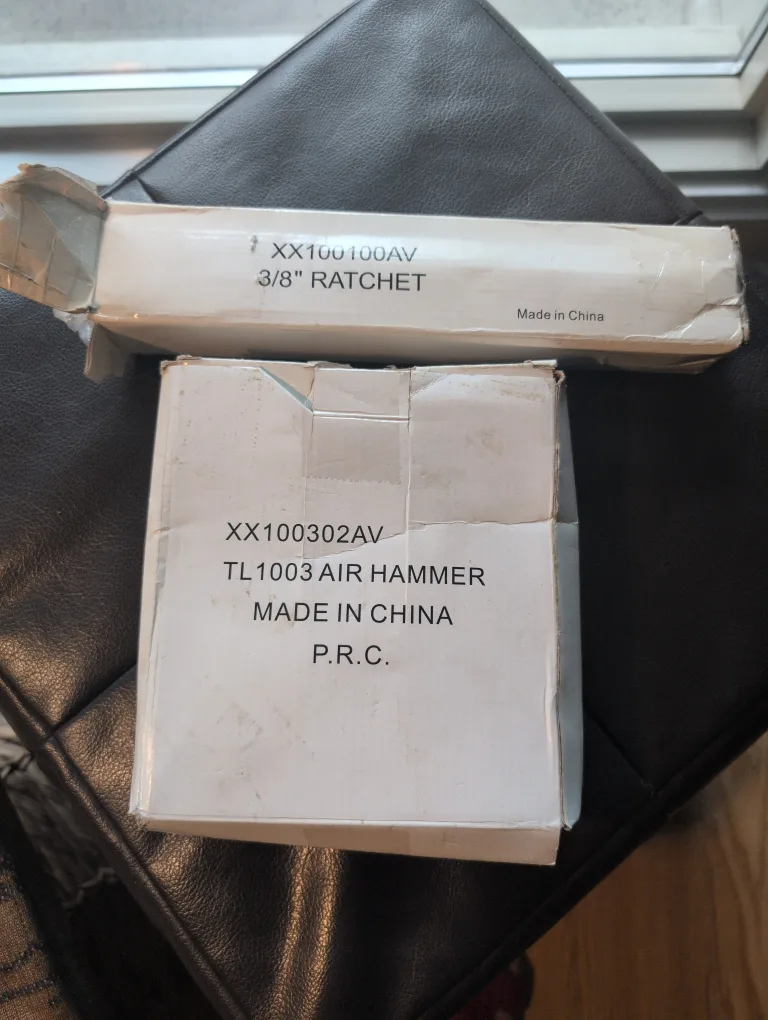 XX100100AV
3/8" RATCHET
Made in China
XX100302AV
TL1003 AIR HAMMER
MADE IN CHINA
P.R.C.